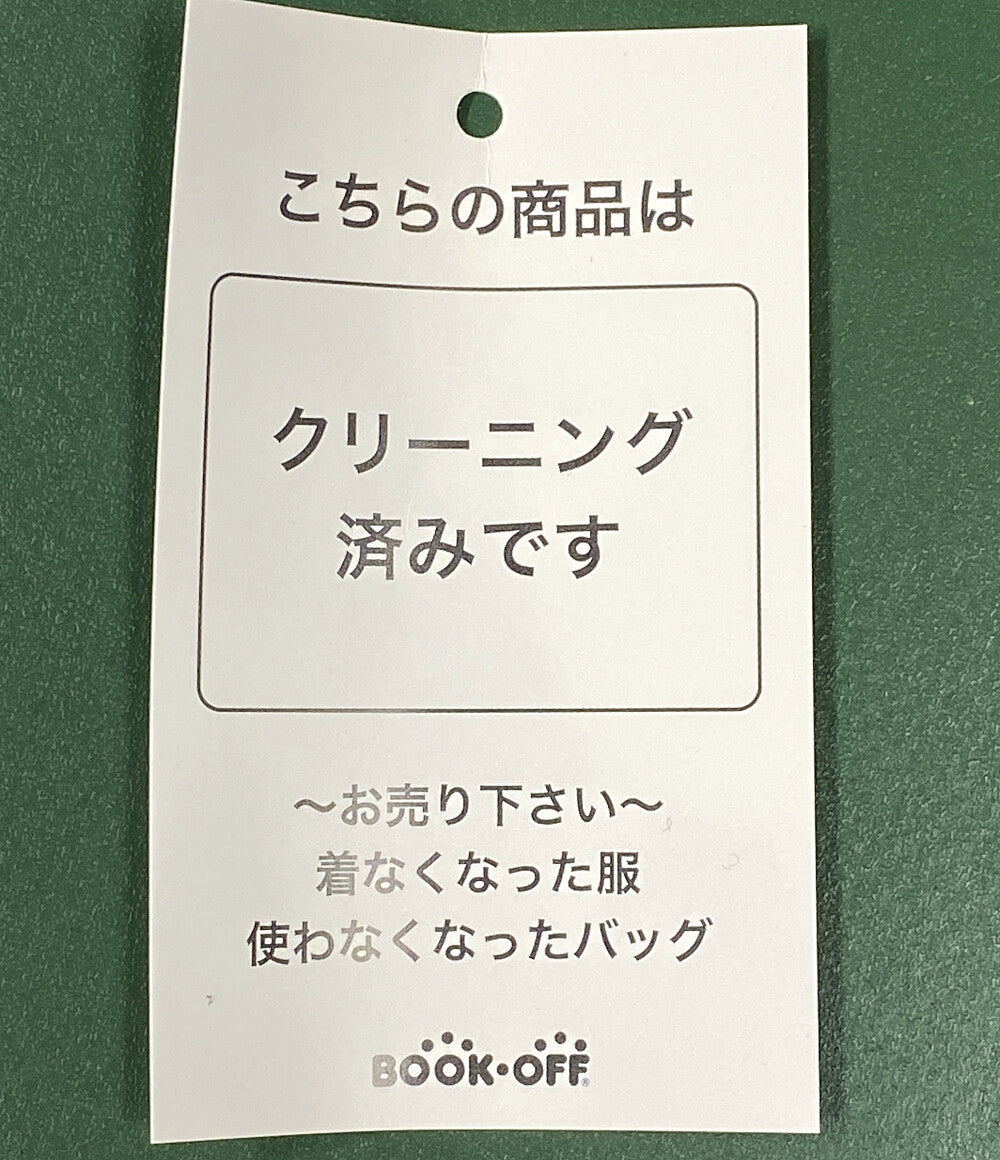 こちらの商品は
クリーニング
済みです
～お売り下さい～
着なくなった服
使わなくなったバッグ
BOOK・OFF®